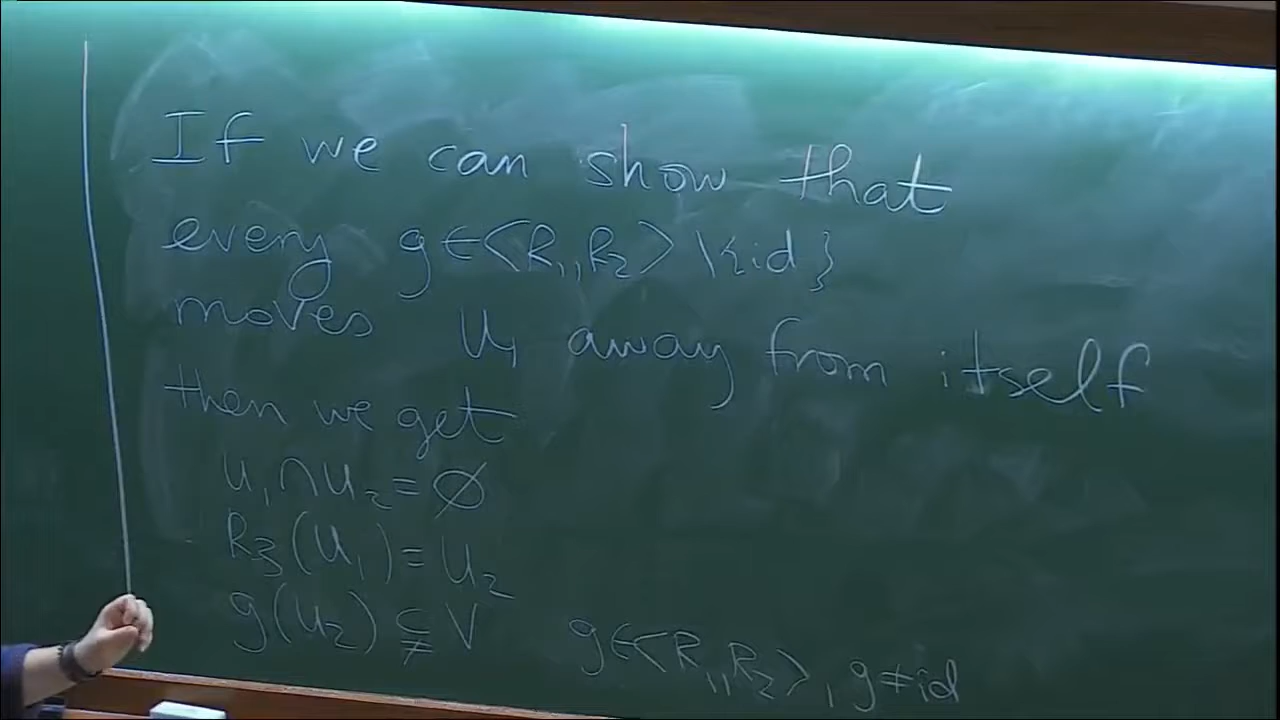 If we can show that
every g∈<R₁,R₂>\{id}
moves U₁ away from itself
then we get
U₁∩U₂=∅
R₃(U₁)=U₂
g(U₂)⊊V g∈<R₁,R₂>, g≠id